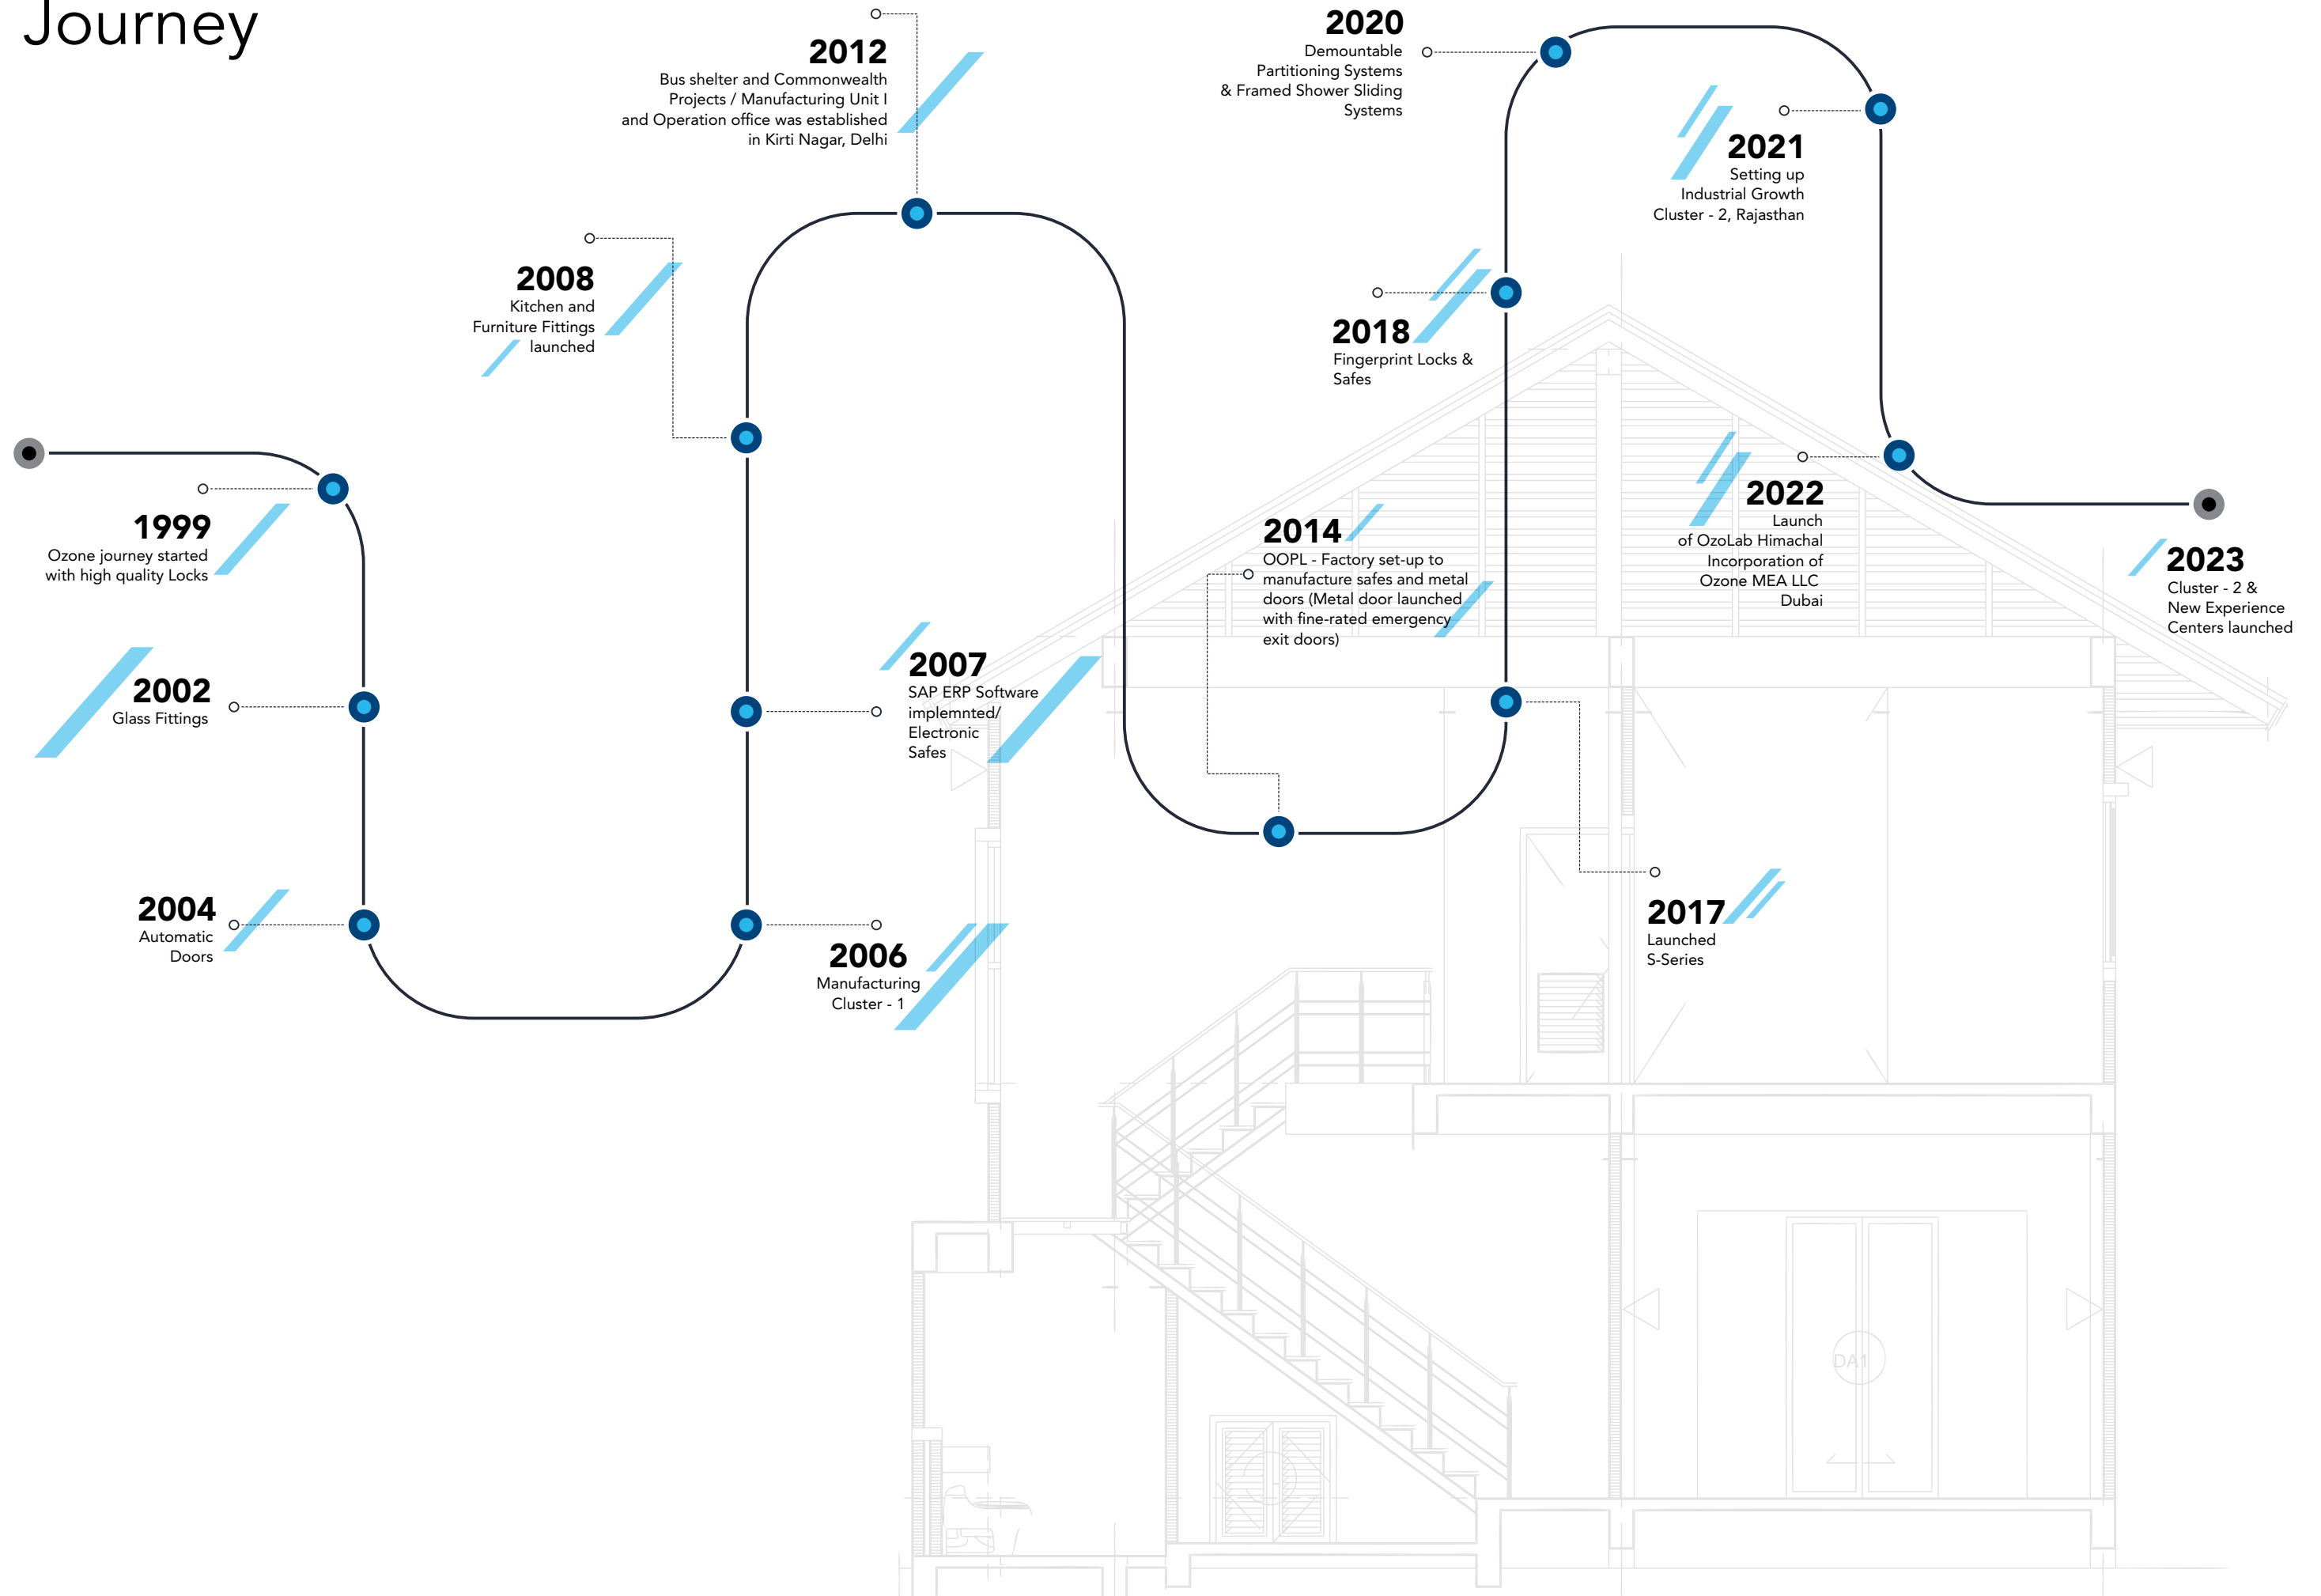 Journey
2012
Bus shelter and Commonwealth
Projects / Manufacturing Unit I
and Operation office was established
in Kirti Nagar, Delhi
2020
Demountable
Partitioning Systems
& Framed Shower Sliding
Systems
2021
Setting up
Industrial Growth
Cluster - 2, Rajasthan
2008
Kitchen and
Furniture Fittings
launched
2018
Fingerprint Locks &
Safes
1999
Ozone journey started
with high quality Locks
2014
OOPL - Factory set-up to
manufacture safes and metal
doors (Metal door launched
with fine-rated emergency
exit doors)
2022
Launch
of OzoLab Himachal
Incorporation of
Ozone MEA LLC
Dubai
2023
Cluster - 2 &
New Experience
Centers launched
2002
Glass Fittings
2007
SAP ERP Software
implemnted/
Electronic
Safes
2004
Automatic
Doors
2006
Manufacturing
Cluster - 1
2017
Launched
S-Series
DA1